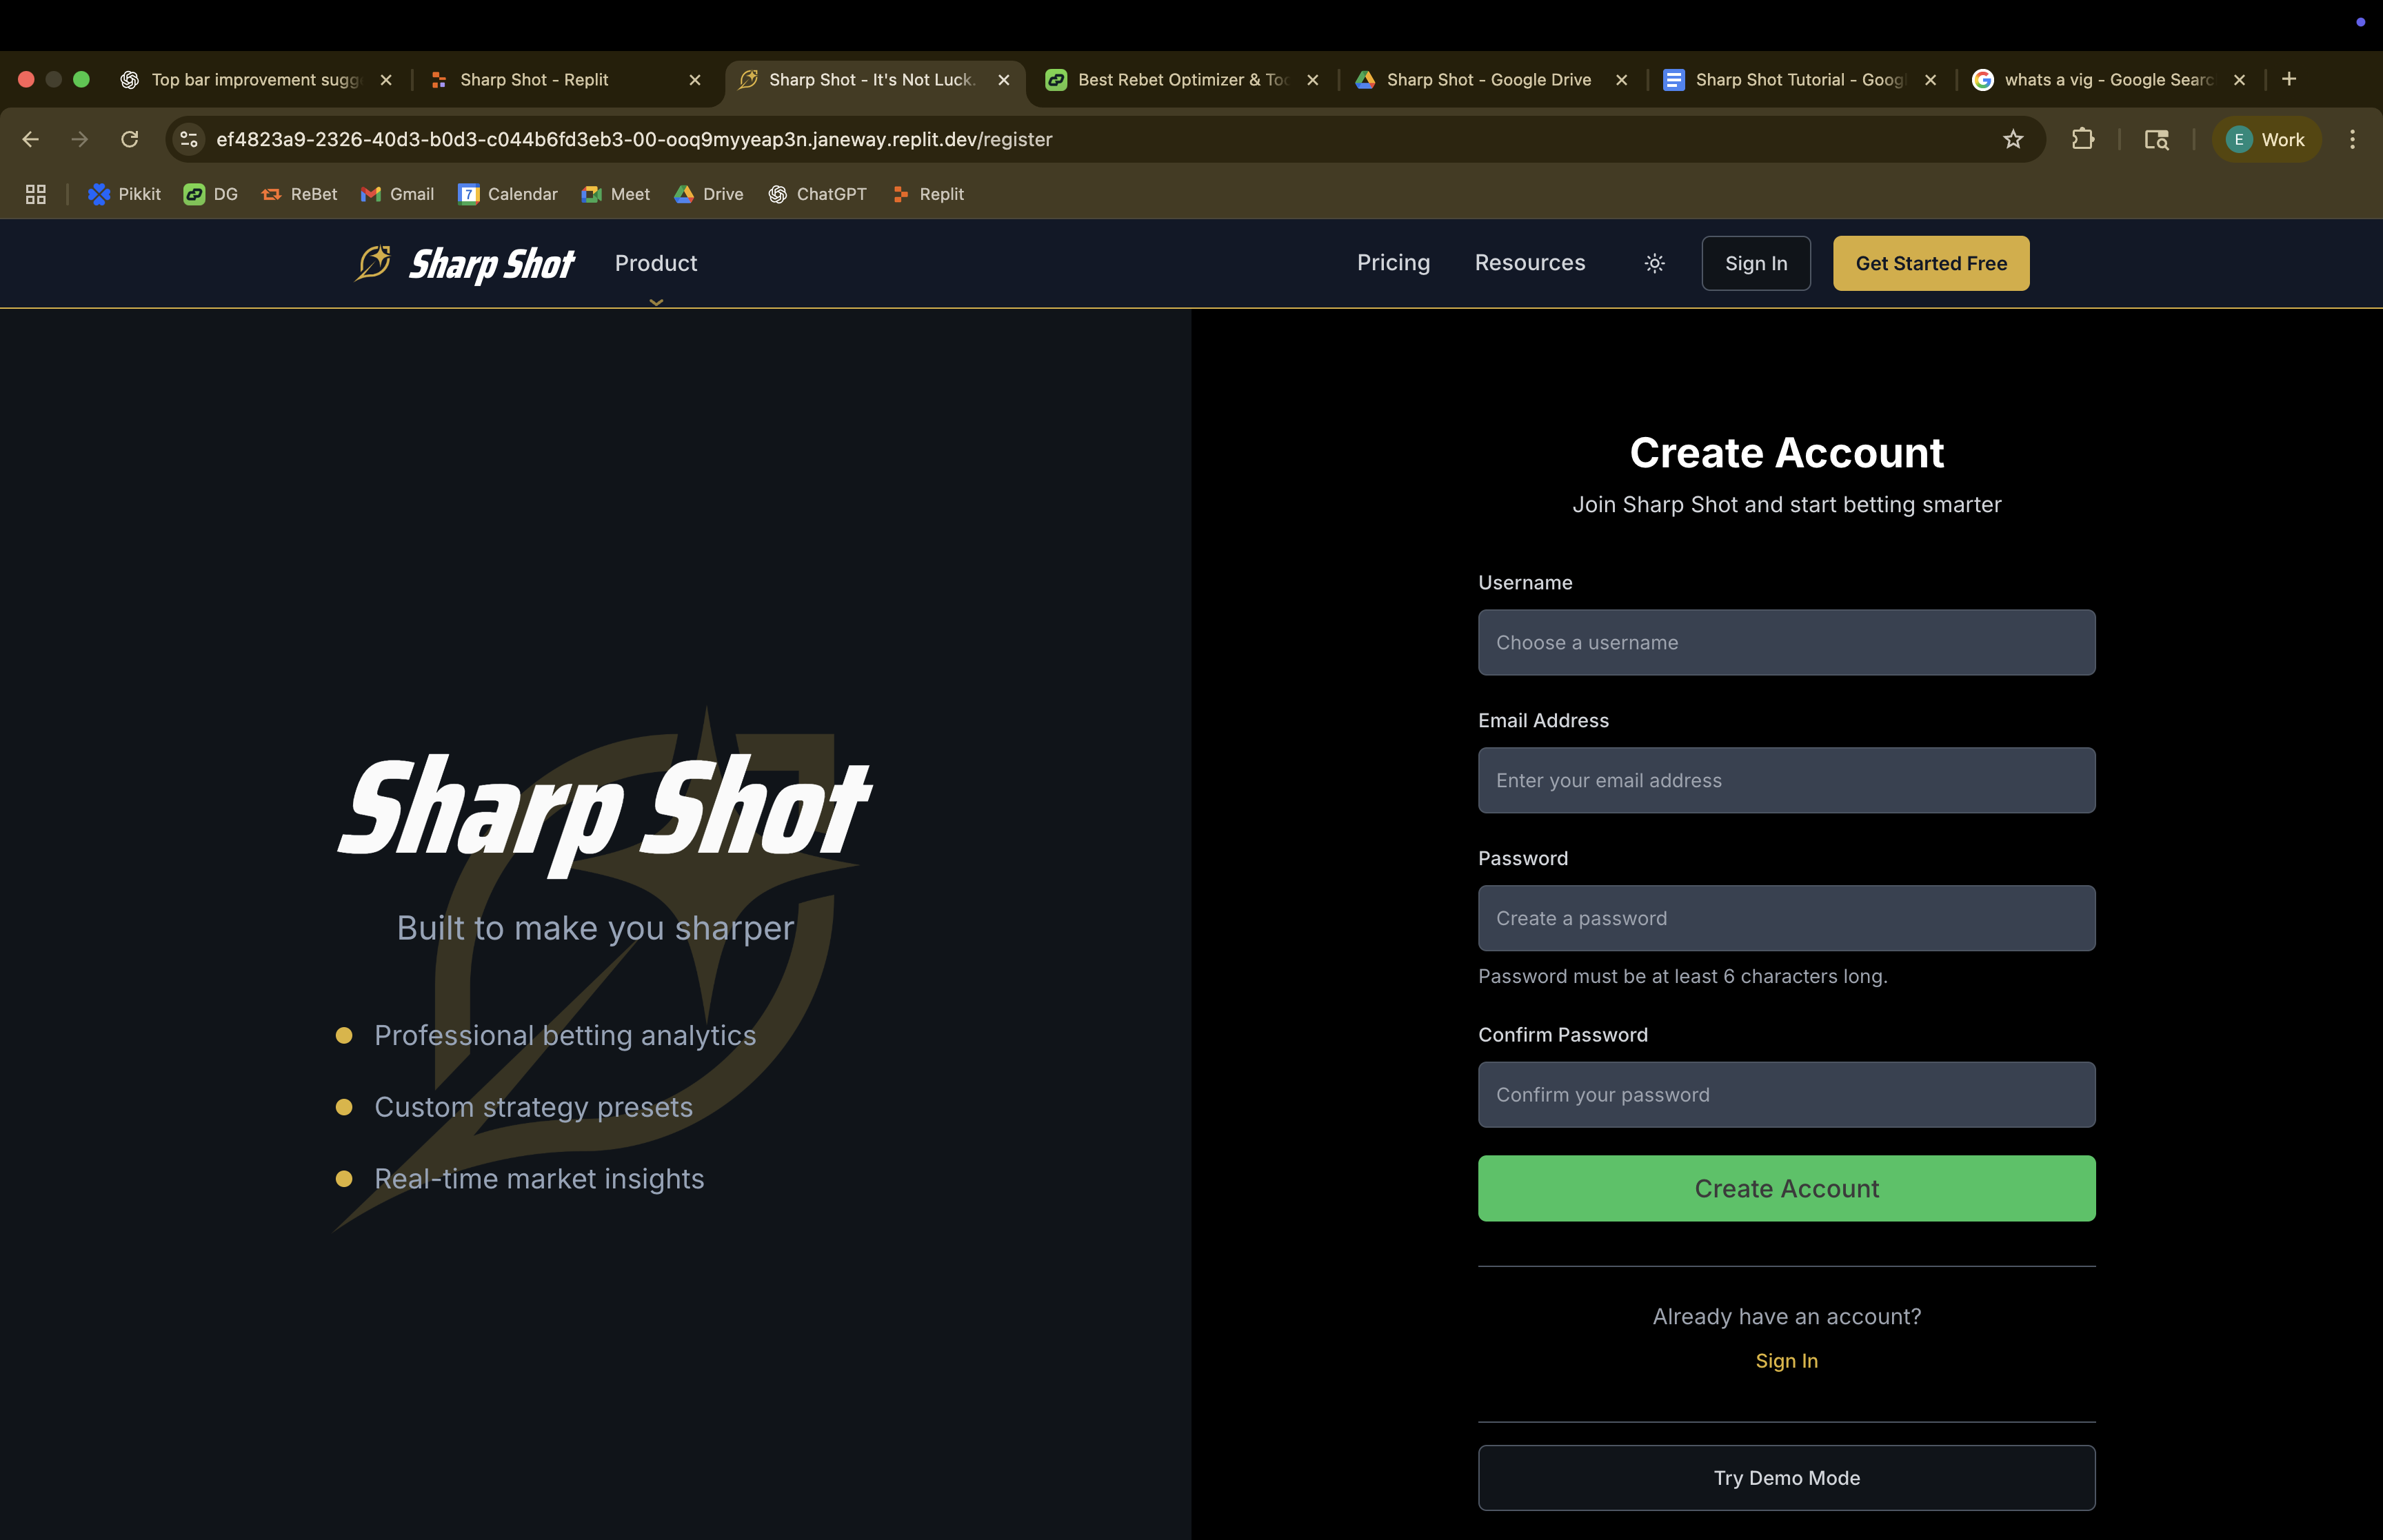 Top bar improvement sugg
Sharp Shot - Replit
Sharp Shot - It's Not Luck.
Best Rebet Optimizer & Too
Sharp Shot - Google Drive
Sharp Shot Tutorial - Googl
whats a vig - Google Searc
ef4823a9-2326-40d3-b0d3-c044b6fd3eb3-00-ooq9myyeap3n.janeway.replit.dev/register
E Work
Pikkit DG ReBet Gmail 7 Calendar Meet Drive ChatGPT Replit
Sharp Shot Product Pricing Resources Sign In Get Started Free
Sharp Shot
Built to make you sharper
Professional betting analytics
Custom strategy presets
Real-time market insights
Create Account
Join Sharp Shot and start betting smarter
Username
Choose a username
Email Address
Enter your email address
Password
Create a password
Password must be at least 6 characters long.
Confirm Password
Confirm your password
Create Account
Already have an account?
Sign In
Try Demo Mode